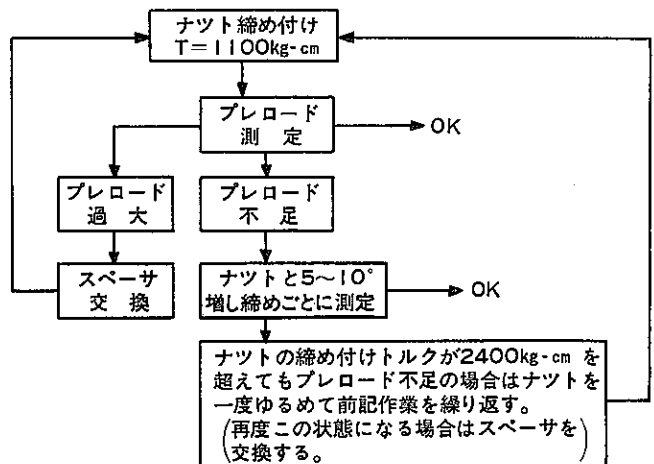 ナツト締め付け
T=1100kg-cm
プレロード
測定
OK
プレロード
過大
プレロード
不足
スペーサ
交換
ナツトと5~10°
増し締めごとに測定
OK
ナツトの締め付けトルクが2400kg-cmを
超えてもプレロード不足の場合はナツトを
一度ゆるめて前記作業を繰り返す。
(再度この状態になる場合はスペーサを
交換する。)